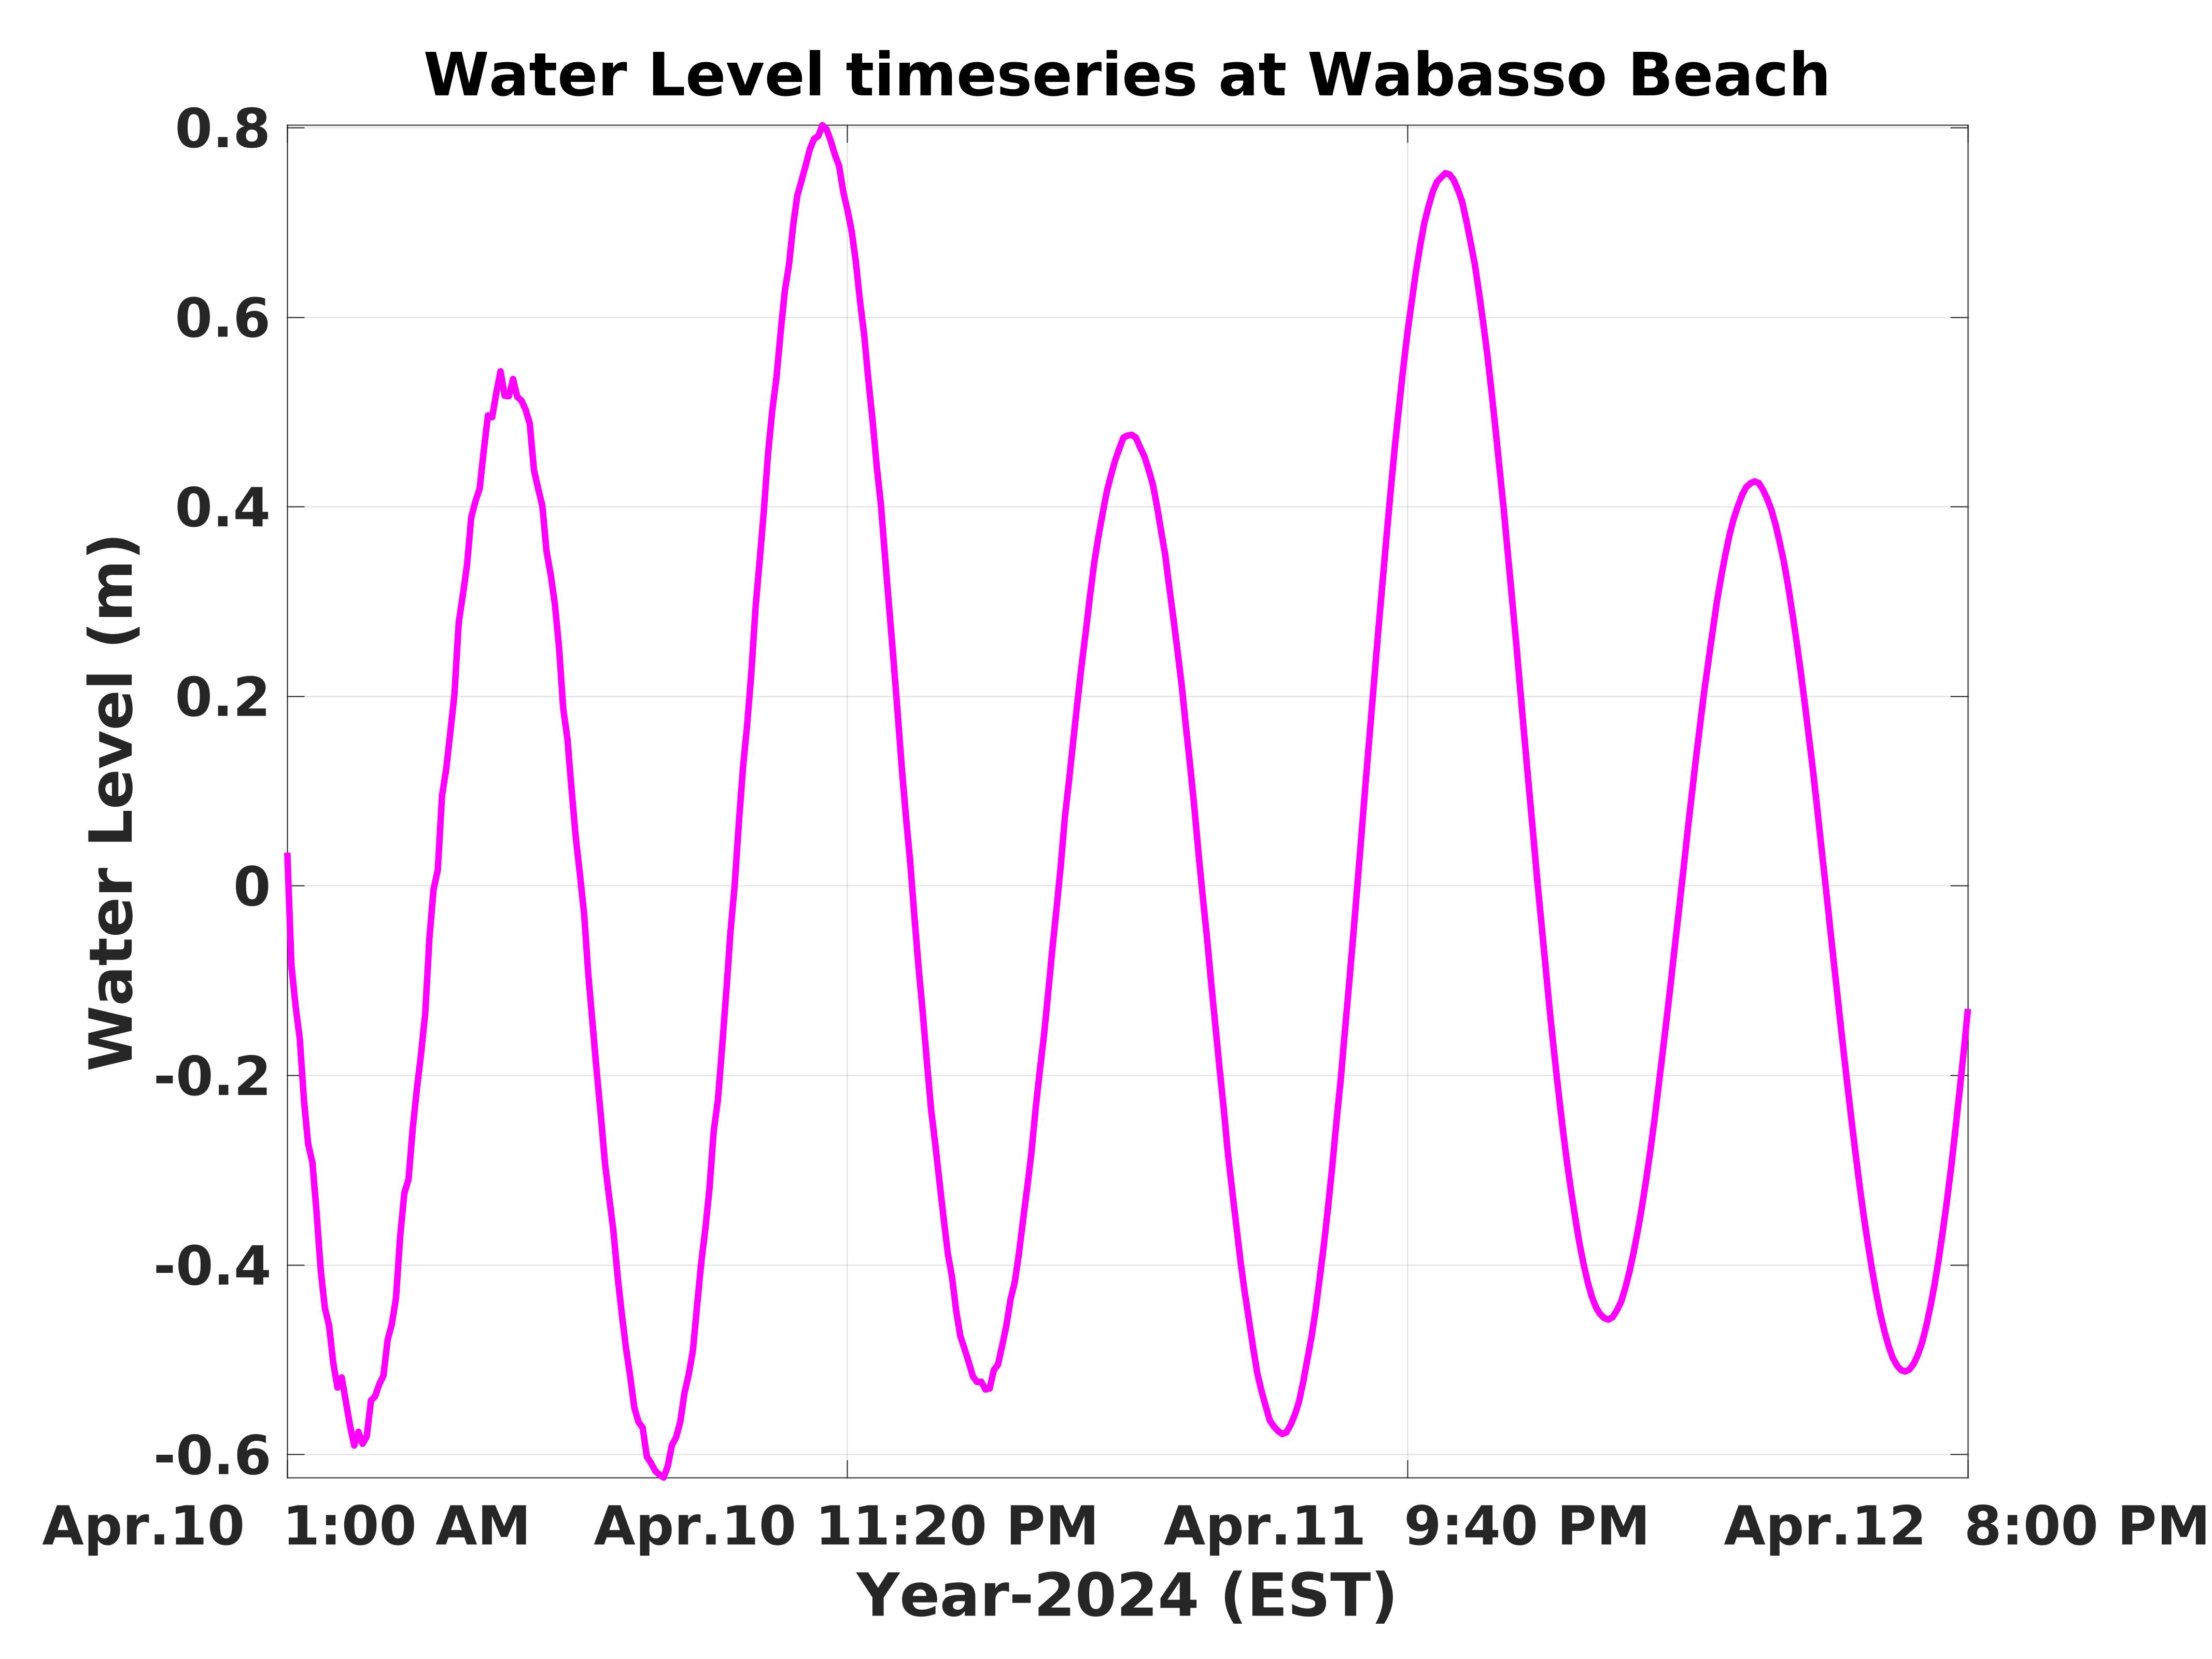 Water Level timeseries at Wabasso Beach
0.8
0.6
0.4
0.2
0
-0.2
-0.4
-0.6
Water Level (m)
Apr.10 1:00 AM Apr.10 11:20 PM Apr.11 9:40 PM Apr.12 8:00 PM
Year-2024 (EST)